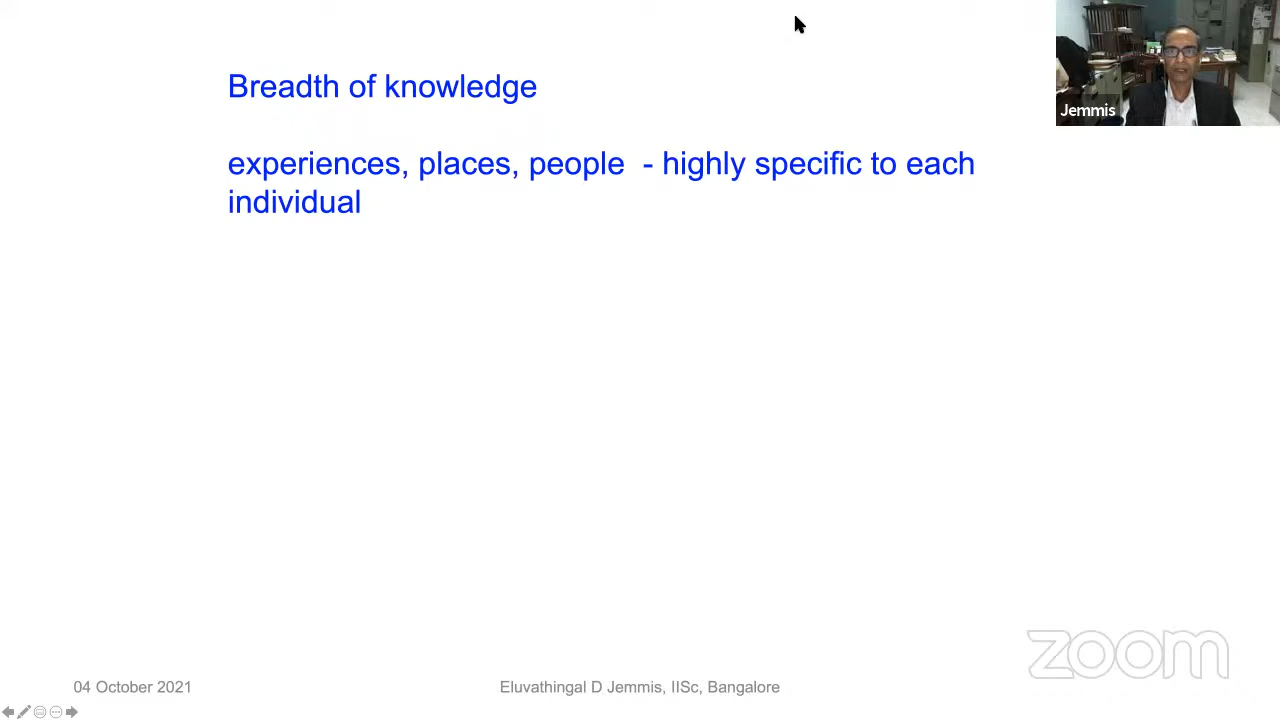 Breadth of knowledge
Jemmis
experiences, places, people - highly specific to each
individual
zoom
04 October 2021
Eluvathingal D Jemmis, IISc, Bangalore